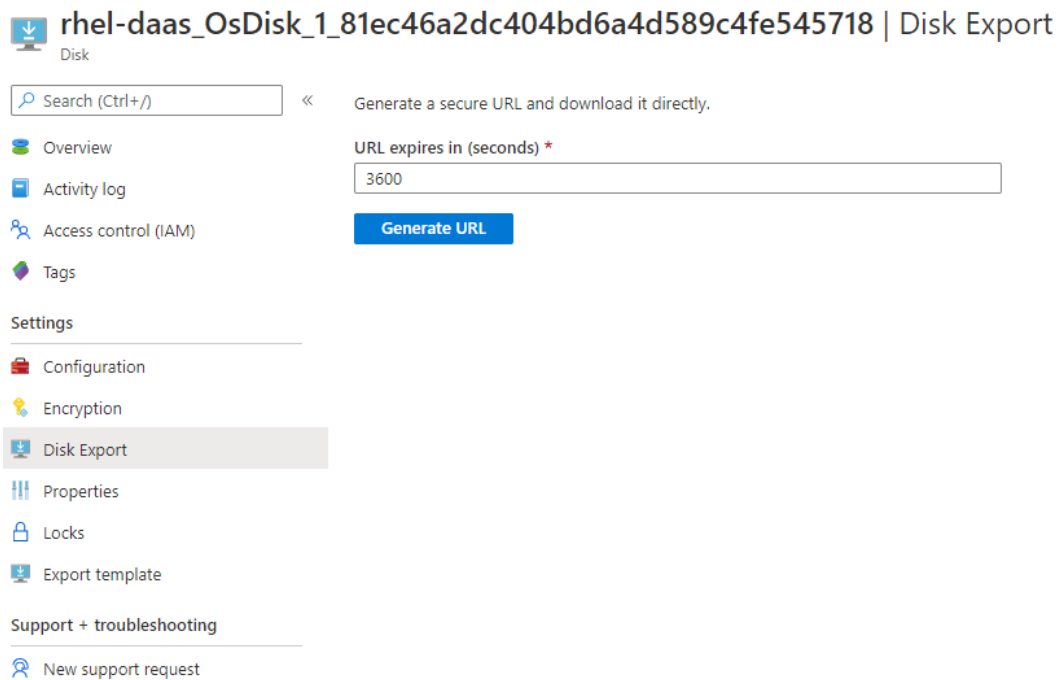 rhel-daas_OsDisk_1_81ec46a2dc404bd6a4d589c4fe545718 | Disk Export
Disk
Search (Ctrl+/)
«
Overview
Activity log
Access control (IAM)
Tags
Settings
Configuration
Encryption
Disk Export
Properties
Locks
Export template
Support + troubleshooting
New support request
Generate a secure URL and download it directly.
URL expires in (seconds) *
3600
Generate URL